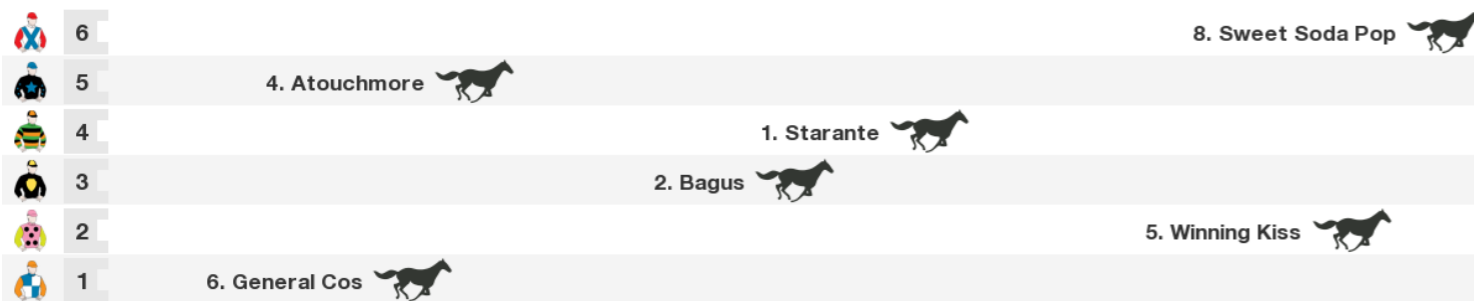 6 8. Sweet Soda Pop
5 4. Atouchmore
4 1. Starante
3 2. Bagus
2 5. Winning Kiss
1 6. General Cos